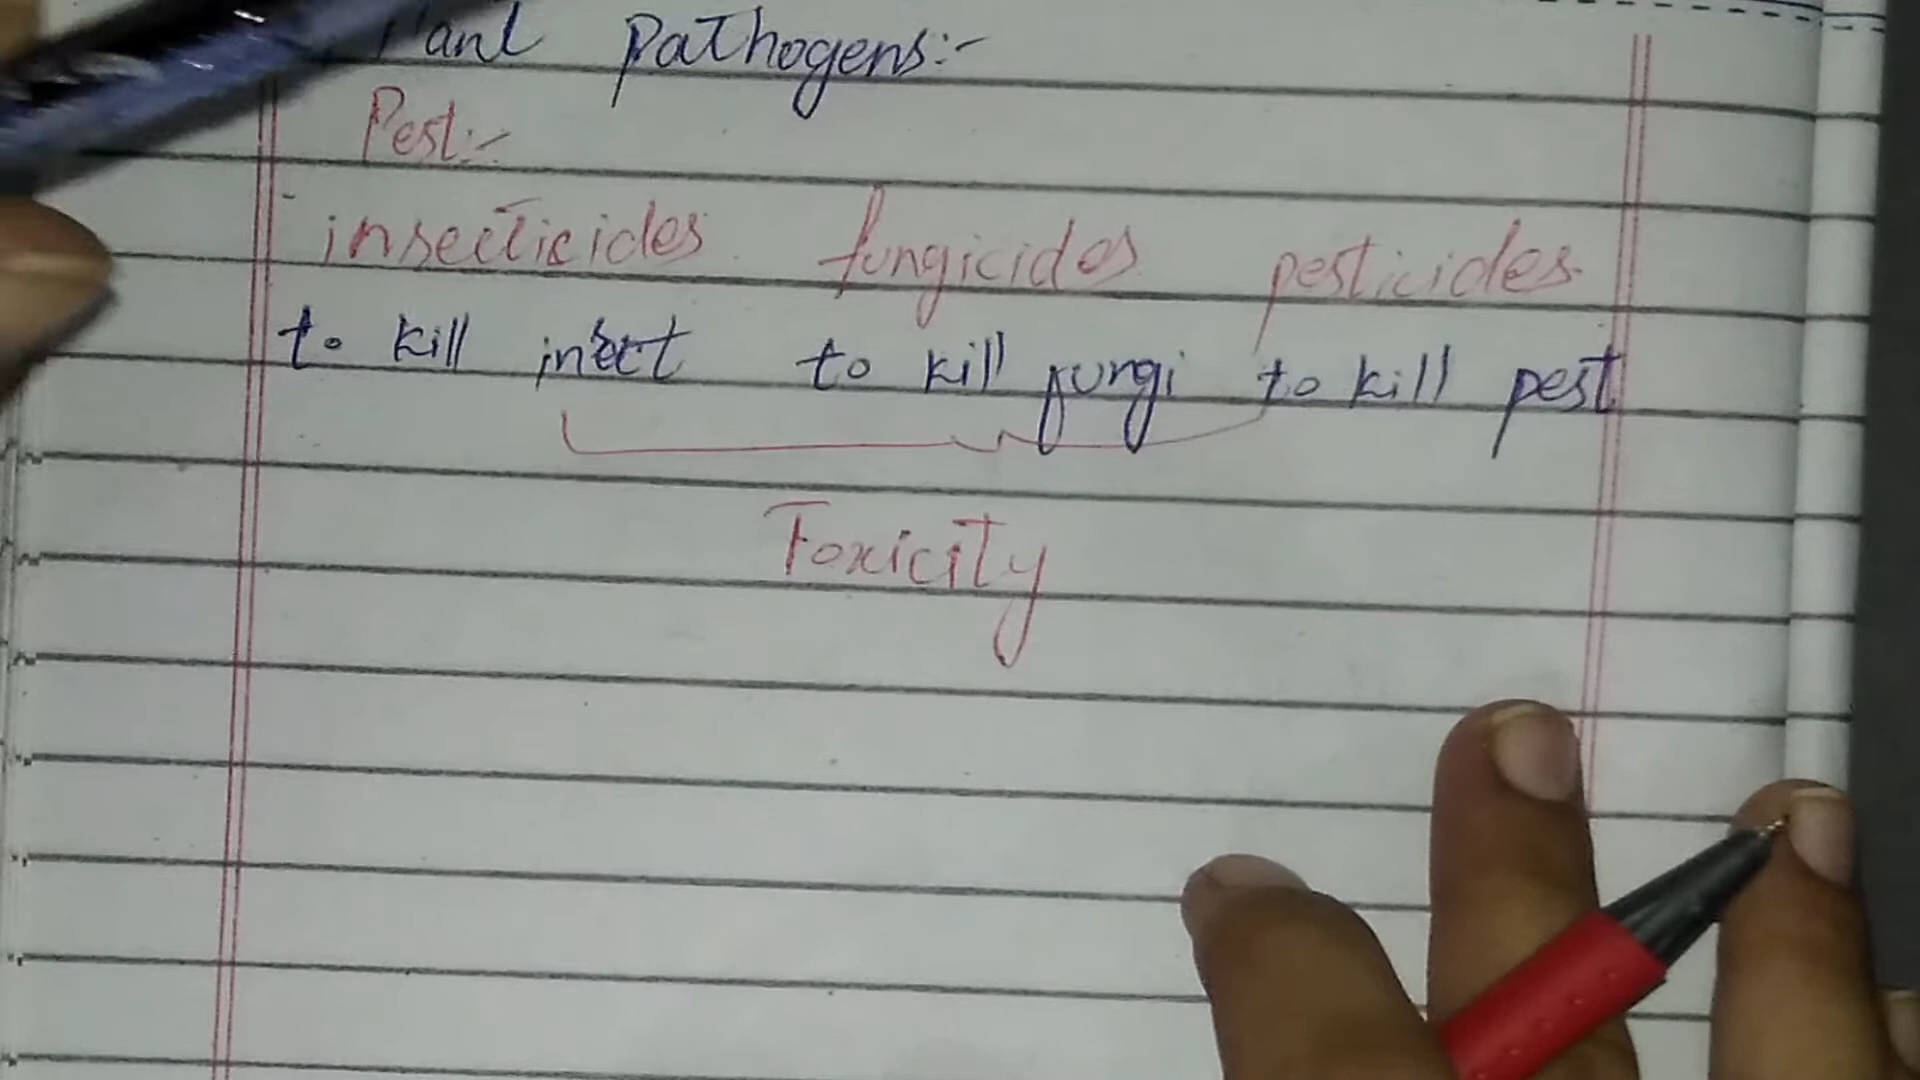 Plant pathogens:-
Pest:-
insecticides fungicides pesticides
to kill insect to kill fungi to kill pest
Toxicity